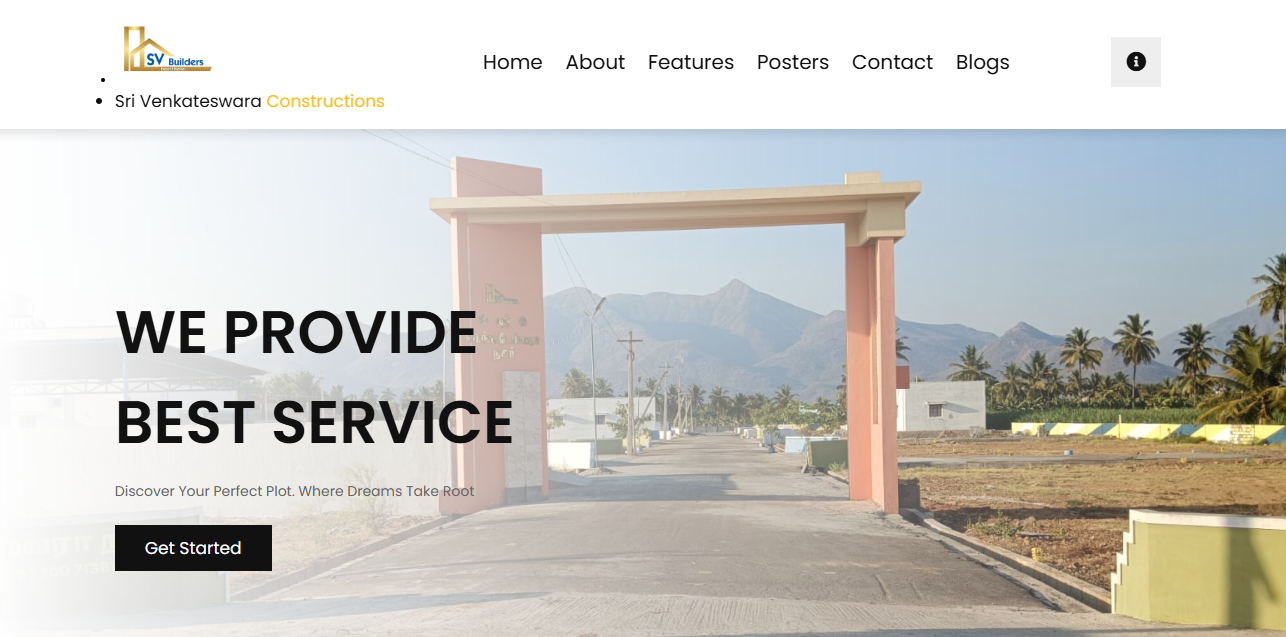 SV Builders
Sri Venkateswara Constructions
Home About Features Posters Contact Blogs
WE PROVIDE
BEST SERVICE
Discover Your Perfect Plot. Where Dreams Take Root
Get Started